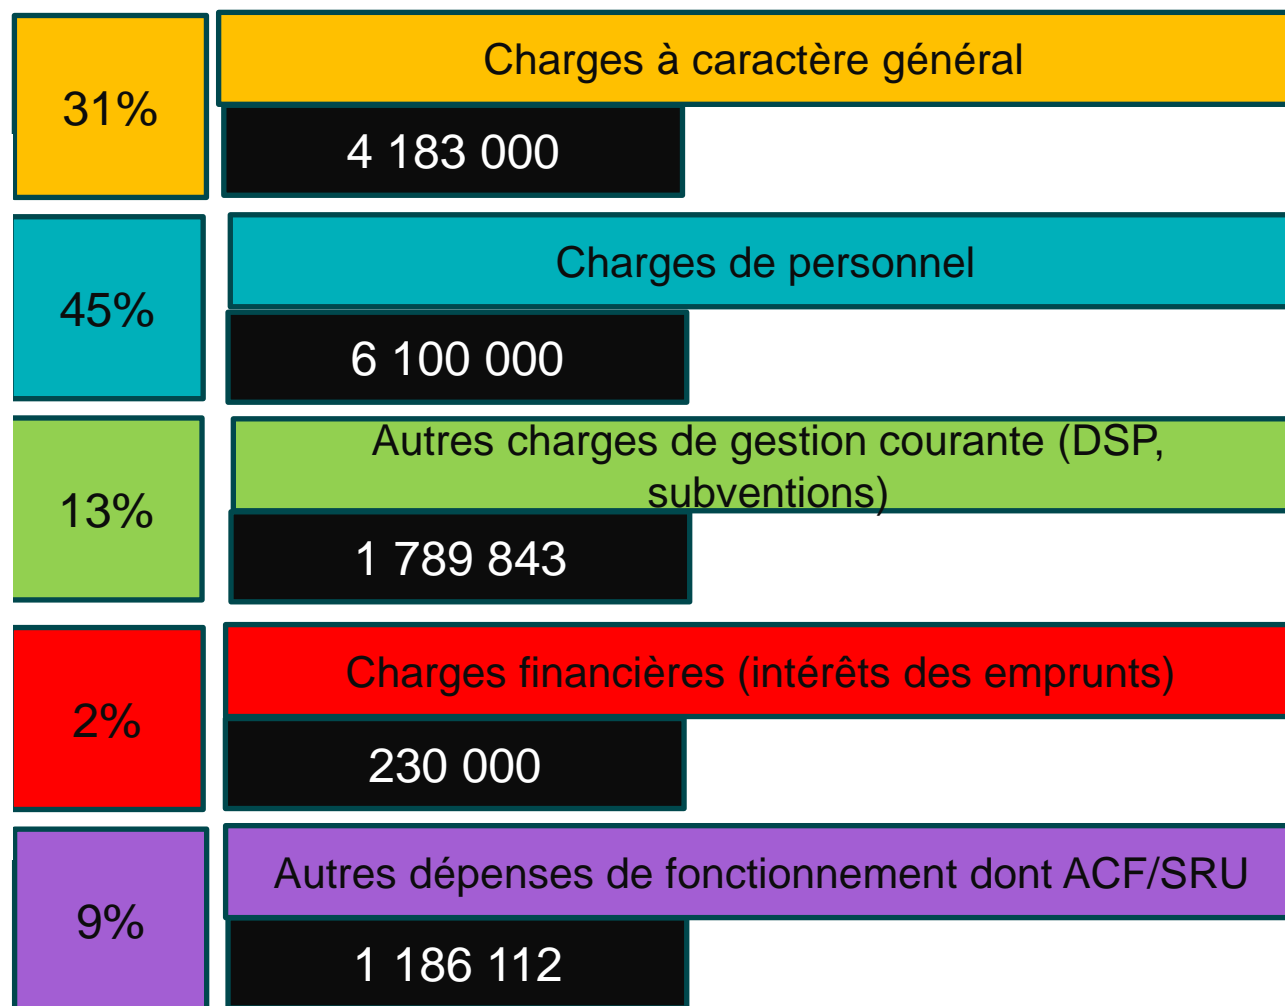 31%
Charges à caractère général
4 183 000
45%
Charges de personnel
6 100 000
13%
Autres charges de gestion courante (DSP,
subventions)
1 789 843
2%
Charges financières (intérêts des emprunts)
230 000
9%
Autres dépenses de fonctionnement dont ACF/SRU
1 186 112